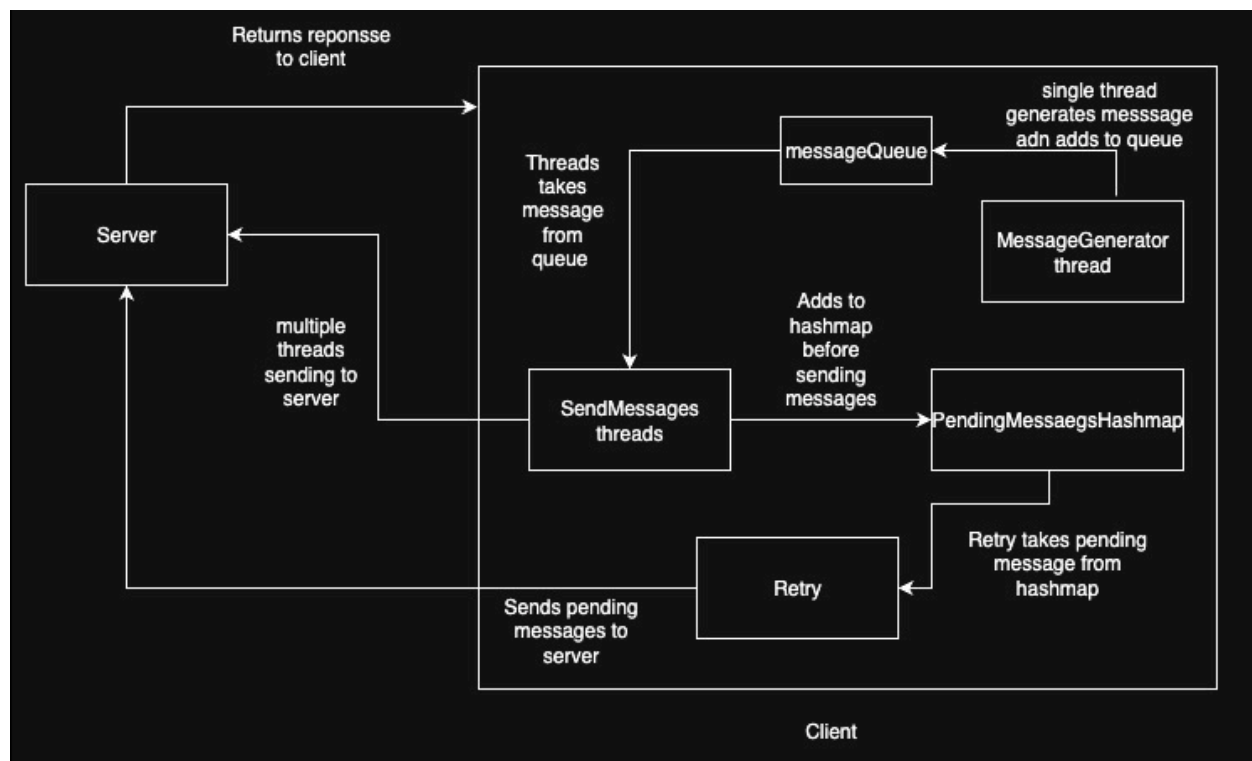 Returns reponsse
to client
single thread
generates messsage
adn adds to queue
messageQueue
Threads
takes
message
from
queue
Server
MessageGenerator
thread
multiple
threads
sending to
server
Adds to
hashmap
before
sending
messages
SendMessages
threads
PendingMessaegsHashmap
Retry takes pending
message from
hashmap
Retry
Sends pending
messages to
server
Client